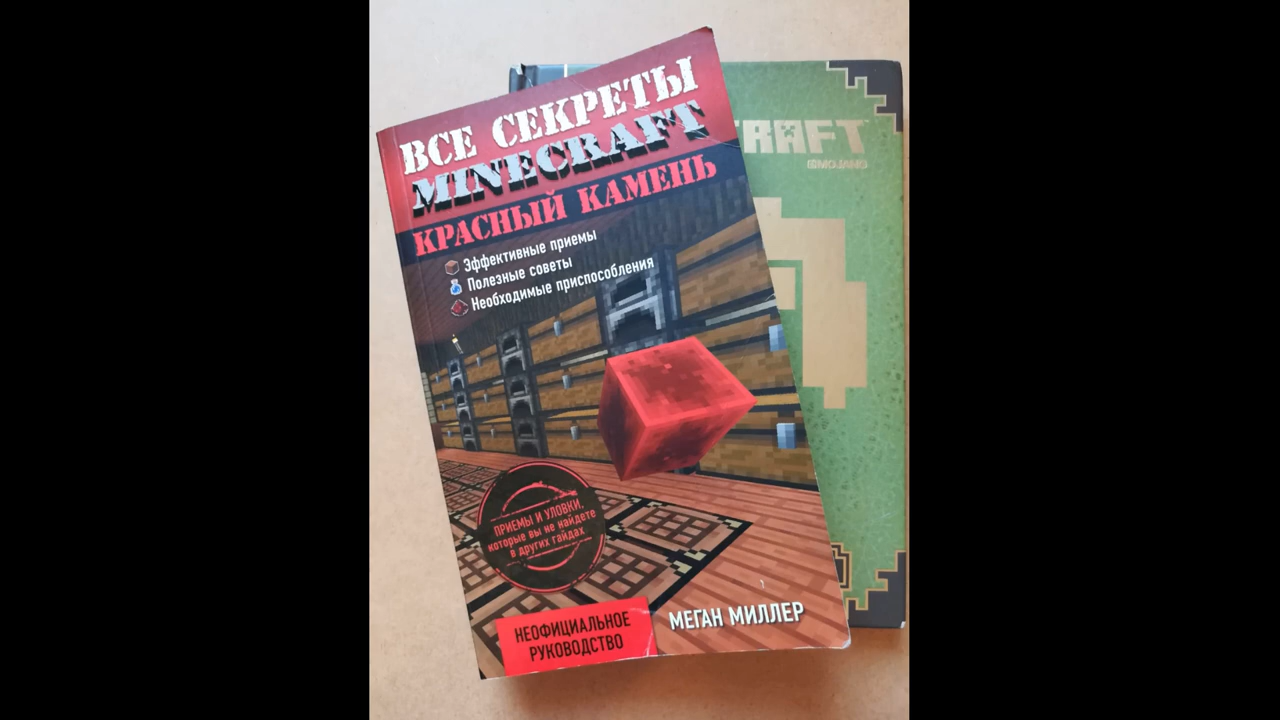 ВСЕ СЕКРЕТЫ
MINECRAFT
КРАСНЫЙ КАМЕНЬ
Эффективные приемы
Полезные советы
Необходимые приспособления
ПРИЕМЫ И УЛОВКИ,
которые вы не найдете
в других гайдах
НЕОФИЦИАЛЬНОЕ
РУКОВОДСТВО
МЕГАН МИЛЛЕР
RAFT
©MOJANG